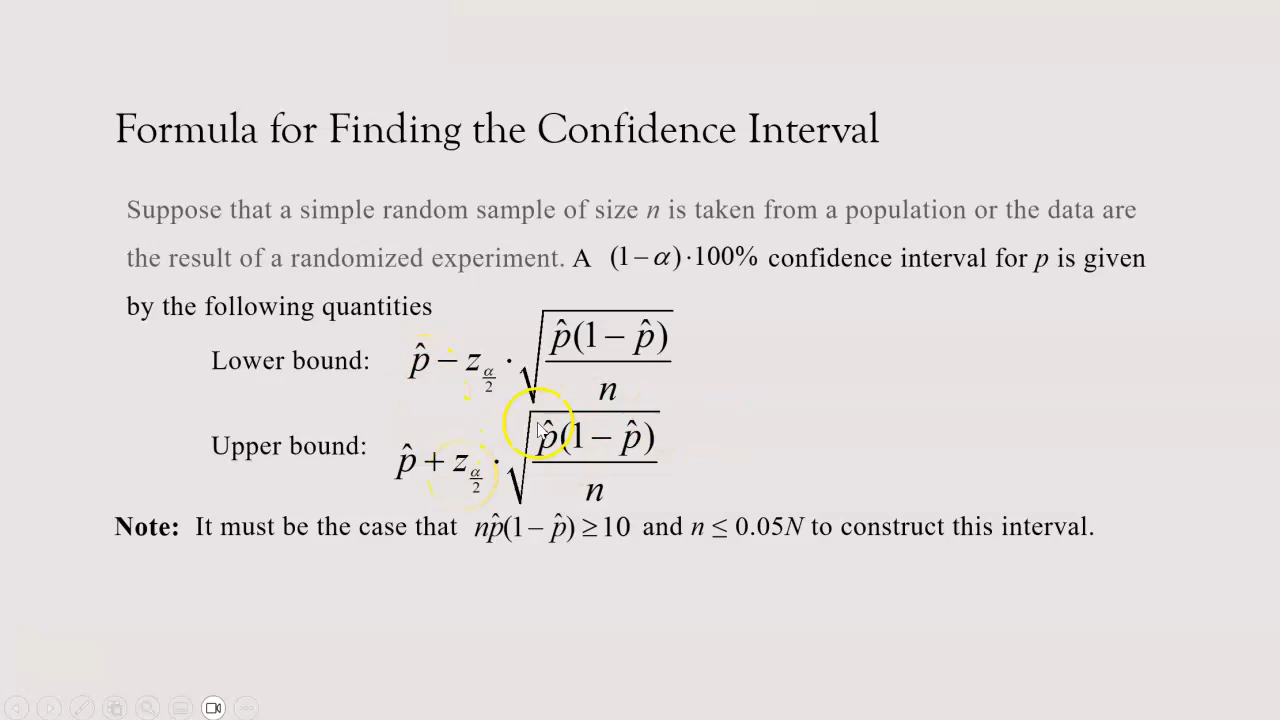 Formula for Finding the Confidence Interval
Suppose that a simple random sample of size n is taken from a population or the data are
the result of a randomized experiment. A (1 − α) · 100% confidence interval for p is given
by the following quantities
Lower bound: p̂ − z_{α/2} · √(p̂(1 − p̂)/n)
Upper bound: p̂ + z_{α/2} · √(p̂(1 − p̂)/n)
Note: It must be the case that np̂(1 − p̂) ≥ 10 and n ≤ 0.05N to construct this interval.